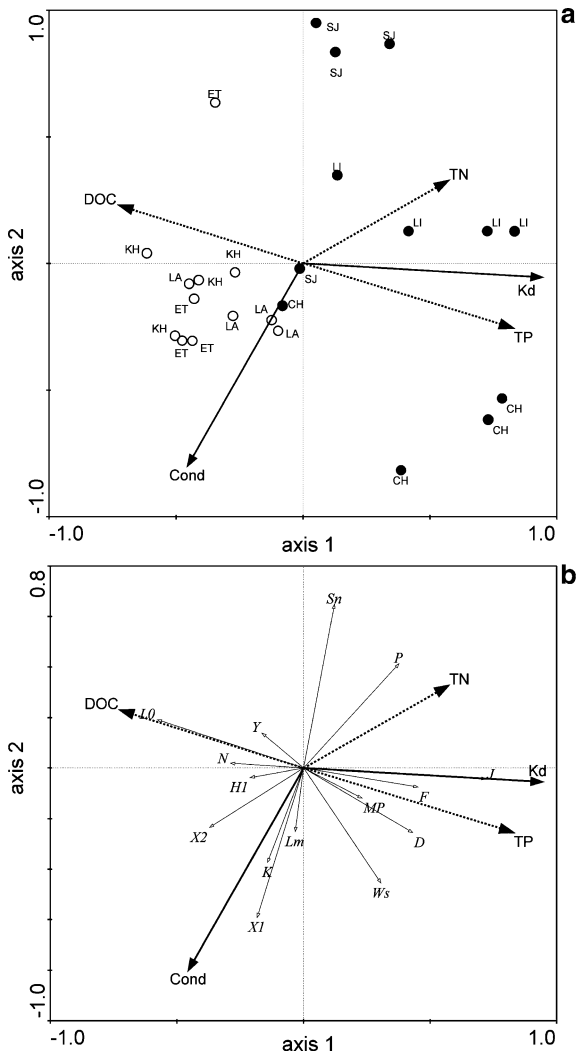 a
1.0
SJ
SJ
SJ
ET
LI
TN
DOC
LI
LI
LI
axis 2
KH
KH
LA
KH
SJ
Kd
ET
CH
LA
LA
TP
KH
LA
ET
ET
CH
CH
Cond
CH
-1.0
-1.0
axis 1
1.0
b
0.8
Sn
P
TN
DOC
L0
Y
axis 2
N
J
Kd
H1
F
MP
X2
Lm
D
TP
K
Ws
X1
Cond
-1.0
-1.0
axis 1
1.0